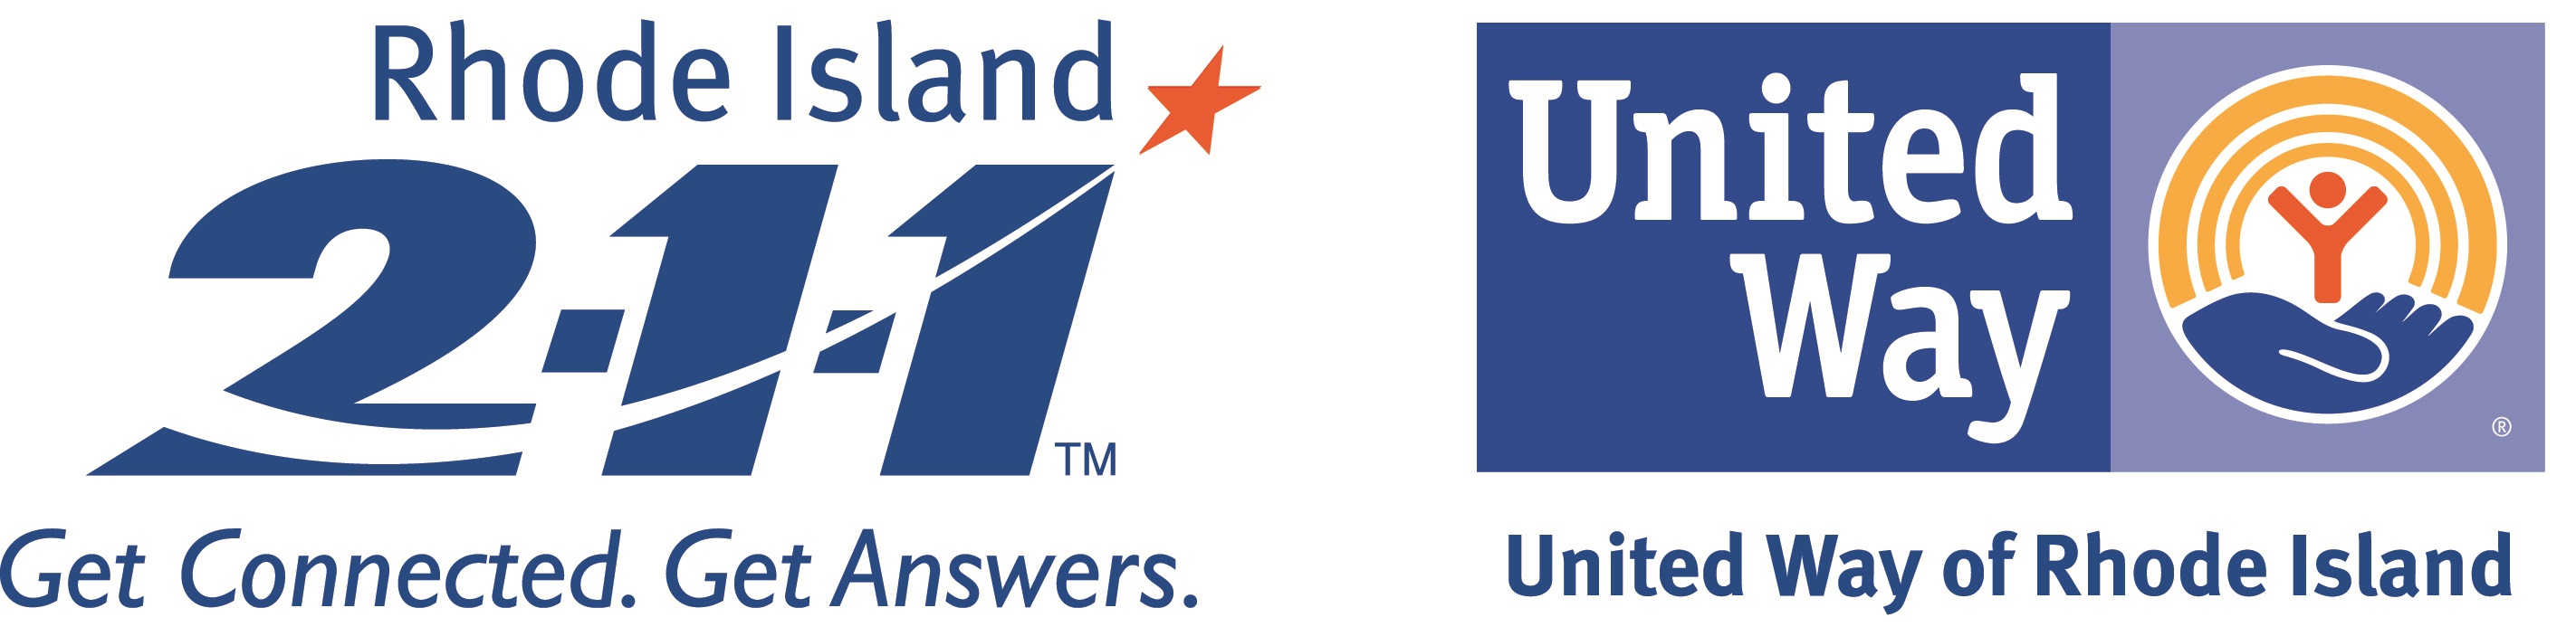 Rhode Island
2-1-1
TM
Get Connected. Get Answers.
United
Way
®
United Way of Rhode Island